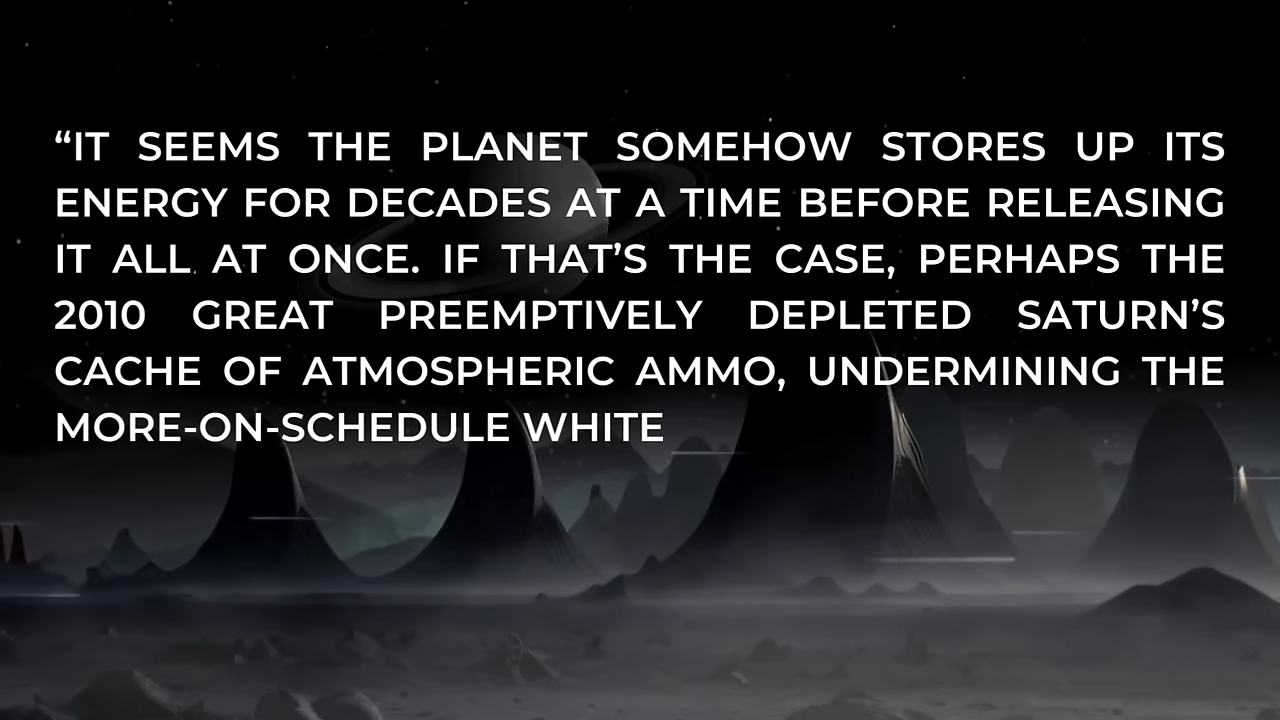 “IT SEEMS THE PLANET SOMEHOW STORES UP ITS
ENERGY FOR DECADES AT A TIME BEFORE RELEASING
IT ALL AT ONCE. IF THAT’S THE CASE, PERHAPS THE
2010 GREAT PREEMPTIVELY DEPLETED SATURN’S
CACHE OF ATMOSPHERIC AMMO, UNDERMINING THE
MORE-ON-SCHEDULE WHITE